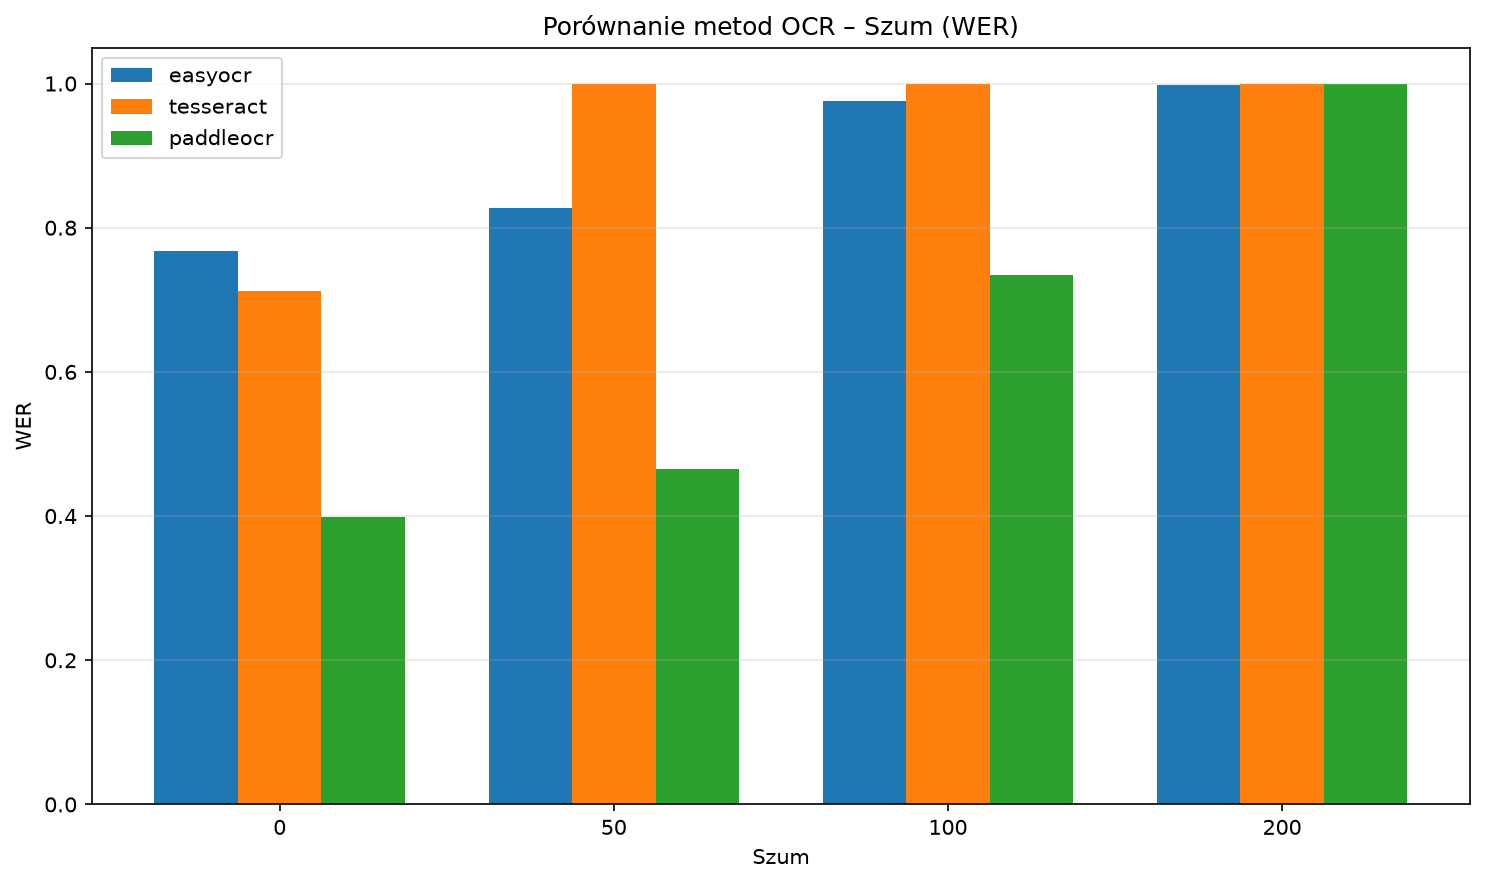 Porównanie metod OCR – Szum (WER)
easyocr
tesseract
paddleocr
1.0
0.8
0.6
0.4
0.2
0.0
WER
0 50 100 200
Szum